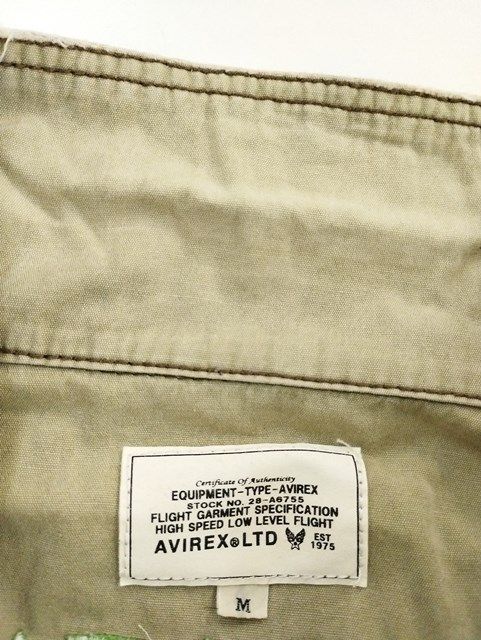 Certificate Of Authenticity
EQUIPMENT-TYPE-AVIREX
STOCK NO. 28-A6755
FLIGHT GARMENT SPECIFICATION
HIGH SPEED LOW LEVEL FLIGHT
AVIREX®LTD EST 1975
M